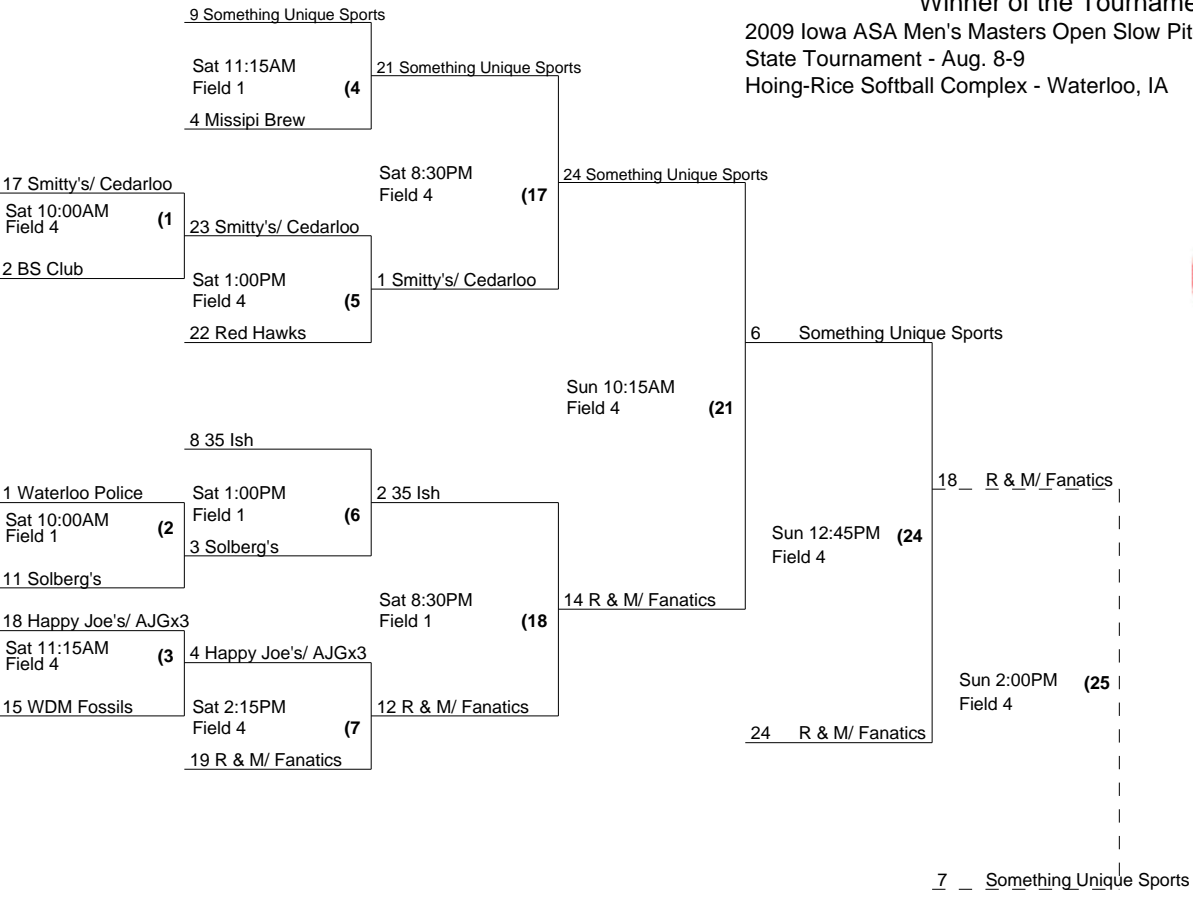 Winner of the Tourname
2009 Iowa ASA Men's Masters Open Slow Pit
State Tournament - Aug. 8-9
Hoing-Rice Softball Complex - Waterloo, IA
9 Something Unique Sports
Sat 11:15AM
Field 1 (4
4 Missipi Brew
21 Something Unique Sports
17 Smitty's/ Cedarloo
Sat 10:00AM
Field 4 (1
2 BS Club
23 Smitty's/ Cedarloo
Sat 1:00PM
Field 4 (5
22 Red Hawks
Sat 8:30PM
Field 4 (17
1 Smitty's/ Cedarloo
24 Something Unique Sports
8 35 Ish
1 Waterloo Police
Sat 10:00AM
Field 1 (2
11 Solberg's
Sat 1:00PM
Field 1 (6
3 Solberg's
2 35 Ish
18 Happy Joe's/ AJGx3
Sat 11:15AM
Field 4 (3
15 WDM Fossils
4 Happy Joe's/ AJGx3
Sat 2:15PM
Field 4 (7
19 R & M/ Fanatics
Sat 8:30PM
Field 1 (18
12 R & M/ Fanatics
14 R & M/ Fanatics
Sun 10:15AM
Field 4 (21
6 Something Unique Sports
Sun 12:45PM (24
Field 4
24 R & M/ Fanatics
18 R & M/ Fanatics
Sun 2:00PM (25
Field 4
7 Something Unique Sports